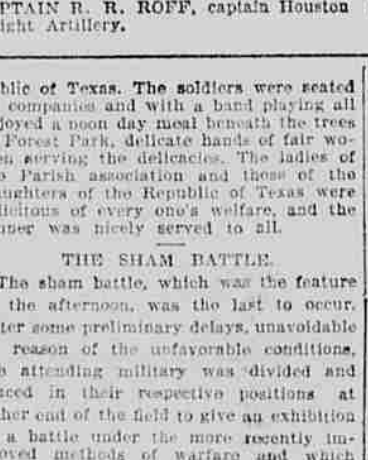 PTAIN R. R. ROFF, captain Houston
ight Artillery.
blic of Texas. The soldiers were seated
companies and with a band playing all
joyed a noon day meal beneath the trees
Forest Park, delicate hands of fair wo-
en serving the delicacies. The ladies of
e Parish association and those of the
aughters of the Republic of Texas were
licitous of every one's welfare, and the
nner was nicely served to all.
THE SHAM BATTLE.
The sham battle, which was the feature
the afternoon, was the last to occur.
ter some preliminary delays, unavoidable
reason of the unfavorable conditions,
e attending military was divided and
aced in their respective positions at
ther end of the field to give an exhibition
a battle under the more recently im-
oved methods of warfare and which